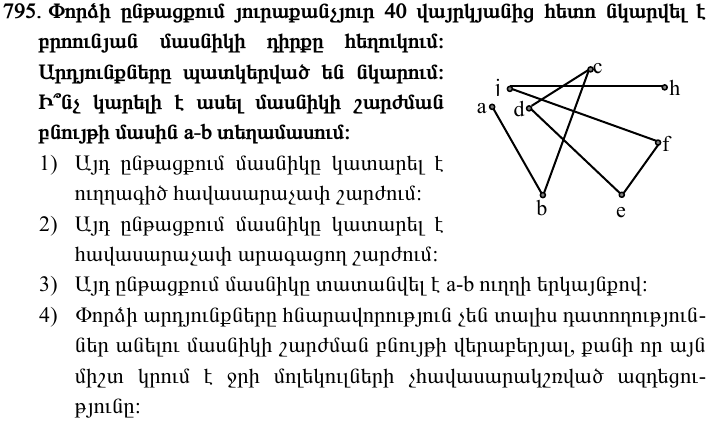 795. Փորձի ընթացքում յուրաքանչյուր 40 վայրկյանից հետո նկարվել է
բրոունյան մասնիկի դիրքը հեղուկում:
Արդյունքները պատկերված են նկարում:
Ի՞նչ կարելի է ասել մասնիկի շարժման
բնույթի մասին a-b տեղամասում:
1) Այդ ընթացքում մասնիկը կատարել է
ուղղագիծ հավասարաչափ շարժում:
2) Այդ ընթացքում մասնիկը կատարել է
հավասարաչափ արագացող շարժում:
3) Այդ ընթացքում մասնիկը տատանվել է a-b ուղղի երկայնքով:
4) Փորձի արդյունքները հնարավորություն չեն տալիս դատողություն-
ներ անելու մասնիկի շարժման բնույթի վերաբերյալ, քանի որ այն
միշտ կրում է ջրի մոլեկուլների չհավասարակշռված ազդեցու-
թյունը:
c
i
h
a
d
f
b
e